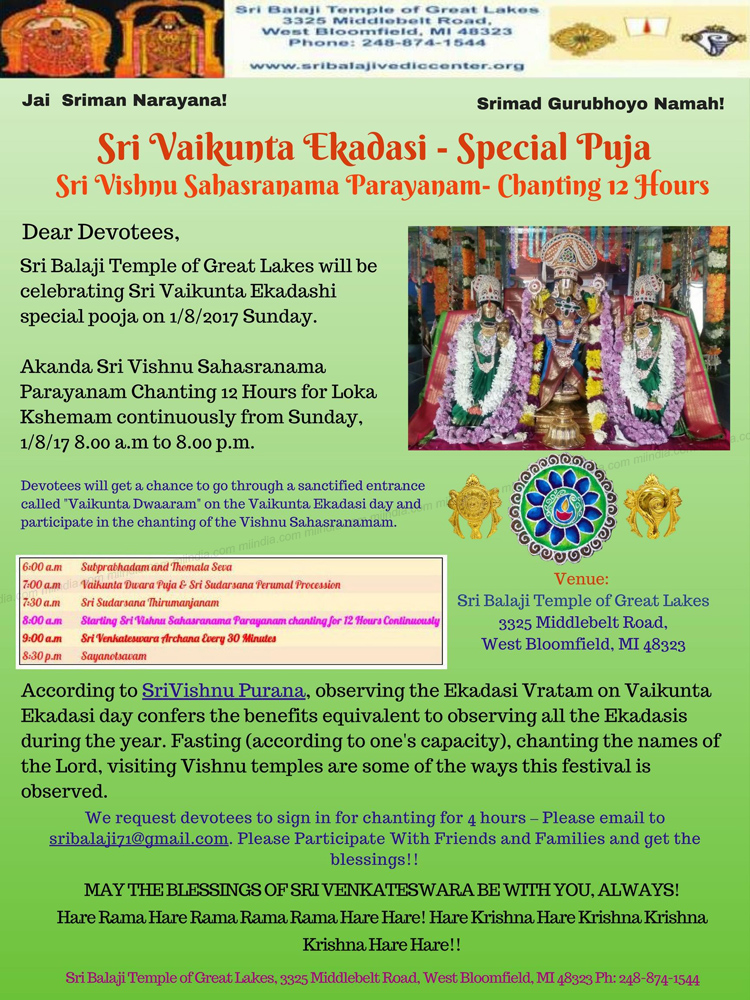 Sri Balaji Temple of Great Lakes
3325 Middlebelt Road,
West Bloomfield, MI 48323
Phone: 248-874-1544
www.sribalajivediccenter.org
Jai Sriman Narayana!
Srimad Gurubhoyo Namah!
Sri Vaikunta Ekadasi - Special Puja
Sri Vishnu Sahasranama Parayanam- Chanting 12 Hours
Dear Devotees,
Sri Balaji Temple of Great Lakes will be
celebrating Sri Vaikunta Ekadashi
special pooja on 1/8/2017 Sunday.
Akanda Sri Vishnu Sahasranama
Parayanam Chanting 12 Hours for Loka
Kshemam continuously from Sunday,
1/8/17 8.00 a.m to 8.00 p.m.
Devotees will get a chance to go through a sanctified entrance
called "Vaikunta Dwaaram" on the Vaikunta Ekadasi day and
participate in the chanting of the Vishnu Sahasranamam.
6:00 a.m Subprabhadam and Thomala Seva
7:00 a.m Vaikunta Dwara Puja & Sri Sudarsana Perumal Procession
7:30 a.m Sri Sudarsana Thirumanjanam
8:00 a.m Starting Sri Vishnu Sahasranama Parayanam chanting for 12 Hours Continuously
9:00 a.m Sri Venkateswara Archana Every 30 Minutes
8:30 p.m Sayanotsavam
Venue:
Sri Balaji Temple of Great Lakes
3325 Middlebelt Road,
West Bloomfield, MI 48323
According to SriVishnu Purana, observing the Ekadasi Vratam on Vaikunta
Ekadasi day confers the benefits equivalent to observing all the Ekadasis
during the year. Fasting (according to one's capacity), chanting the names of
the Lord, visiting Vishnu temples are some of the ways this festival is
observed.
We request devotees to sign in for chanting for 4 hours – Please email to
sribalaji71@gmail.com. Please Participate With Friends and Families and get the
blessings!!
MAY THE BLESSINGS OF SRI VENKATESWARA BE WITH YOU, ALWAYS!
Hare Rama Hare Rama Rama Rama Hare Hare! Hare Krishna Hare Krishna Krishna
Krishna Hare Hare!!
Sri Balaji Temple of Great Lakes, 3325 Middlebelt Road, West Bloomfield, MI 48323 Ph: 248-874-1544